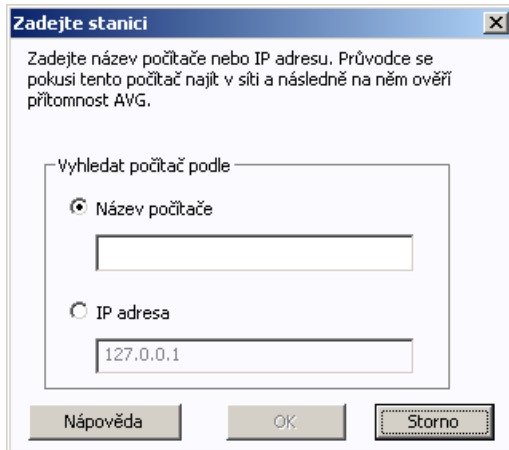 Zadejte stanici
Zadejte název počítače nebo IP adresu. Průvodce se
pokusi tento počítač najít v síti a následně na něm ověří
přítomnost AVG.
Vyhledat počítač podle
Název počítače
IP adresa
127.0.0.1
Nápověda
OK
Storno